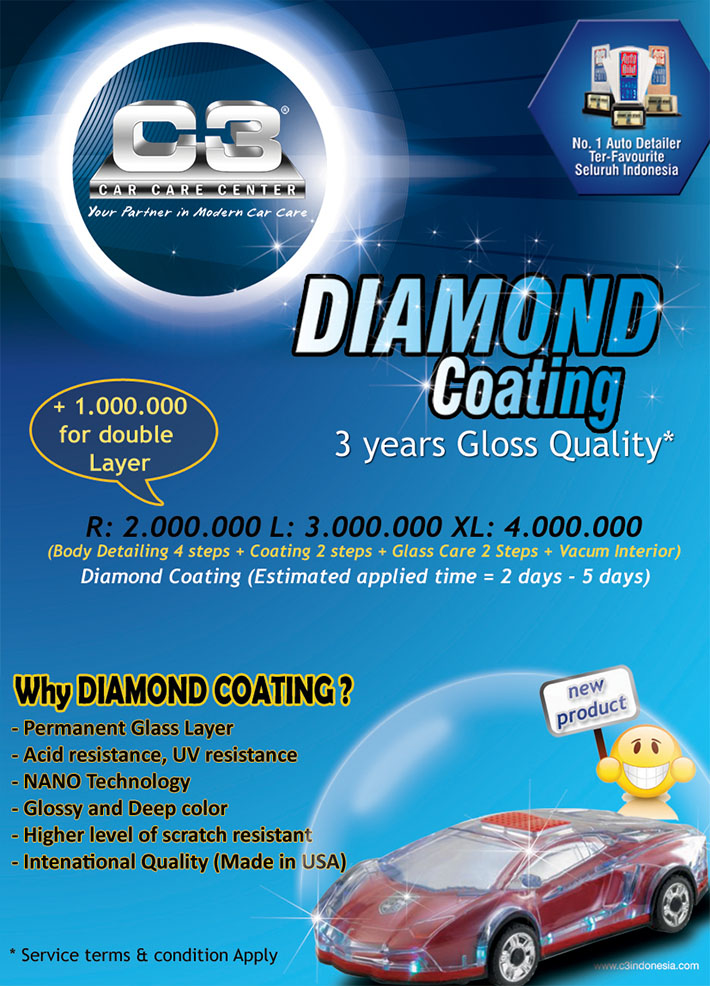 C3®
CAR CARE CENTER
Your Partner in Modern Car Care
No. 1 Auto Detailer
Ter-Favourite
Seluruh Indonesia
DIAMOND
Coating
3 years Gloss Quality*
+ 1.000.000
for double
Layer
R: 2.000.000 L: 3.000.000 XL: 4.000.000
(Body Detailing 4 steps + Coating 2 steps + Glass Care 2 Steps + Vacum Interior)
Diamond Coating (Estimated applied time = 2 days - 5 days)
Why DIAMOND COATING ?
- Permanent Glass Layer
- Acid resistance, UV resistance
- NANO Technology
- Glossy and Deep color
- Higher level of scratch resistant
- Intenational Quality (Made in USA)
new
product
* Service terms & condition Apply
www.c3indonesia.com